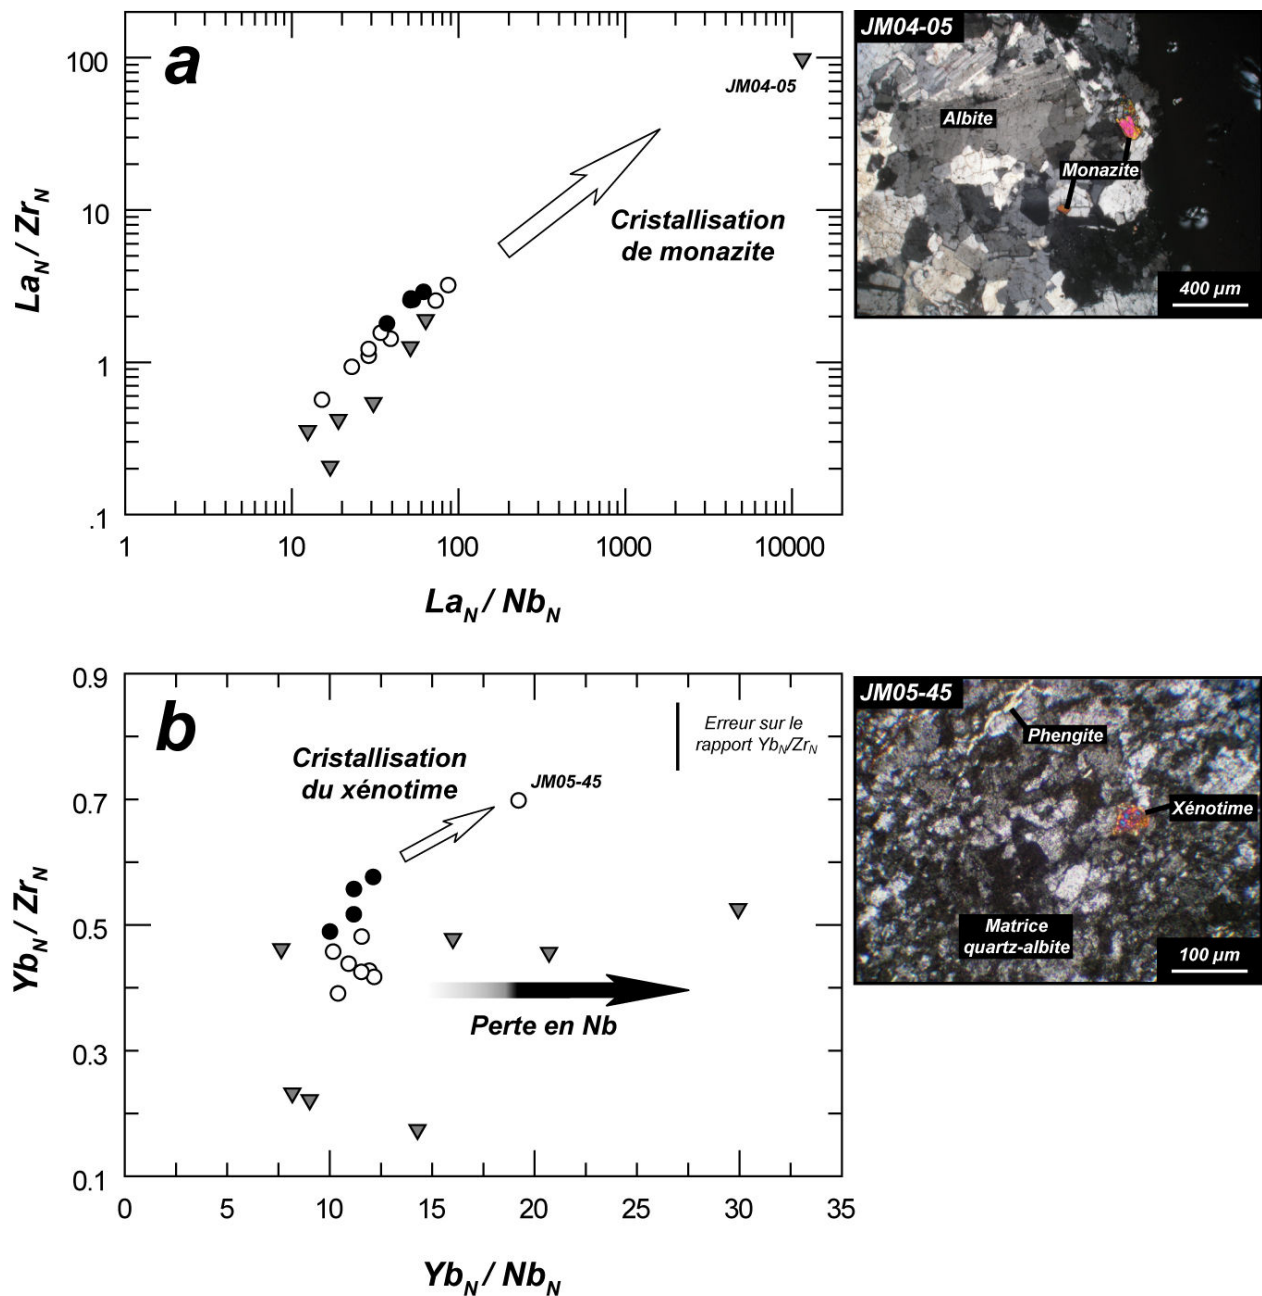 a
100
10
1
.1
La_N / Zr_N
1 10 100 1000 10000
La_N / Nb_N
JM04-05
Cristallisation
de monazite
JM04-05
Albite
Monazite
400 µm
b
0.9
0.7
0.5
0.3
0.1
Yb_N / Zr_N
0 5 10 15 20 25 30 35
Yb_N / Nb_N
Cristallisation
du xénotime
JM05-45
Erreur sur le
rapport Yb_N/Zr_N
Perte en Nb
JM05-45
Phengite
Xénotime
Matrice
quartz-albite
100 µm